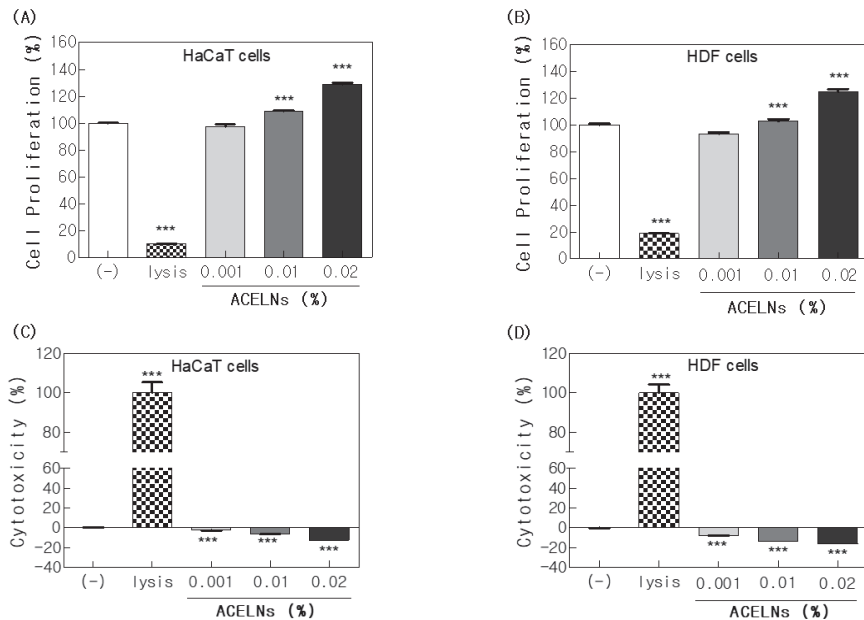 (A)
HaCaT cells
Cell Proliferation (%)
160
140
120
100
80
60
40
20
0
***
***
***
(-) lysis 0.001 0.01 0.02
ACELNs (%)
(B)
HDF cells
Cell Proliferation (%)
160
140
120
100
80
60
40
20
0
***
***
***
(-) lysis 0.001 0.01 0.02
ACELNs (%)
(C)
HaCaT cells
Cytotoxicity (%)
120
100
80
60
40
20
0
-20
-40
***
***
***
***
(-) lysis 0.001 0.01 0.02
ACELNs (%)
(D)
HDF cells
Cytotoxicity (%)
120
100
80
60
40
20
0
-20
-40
***
***
***
***
(-) lysis 0.001 0.01 0.02
ACELNs (%)